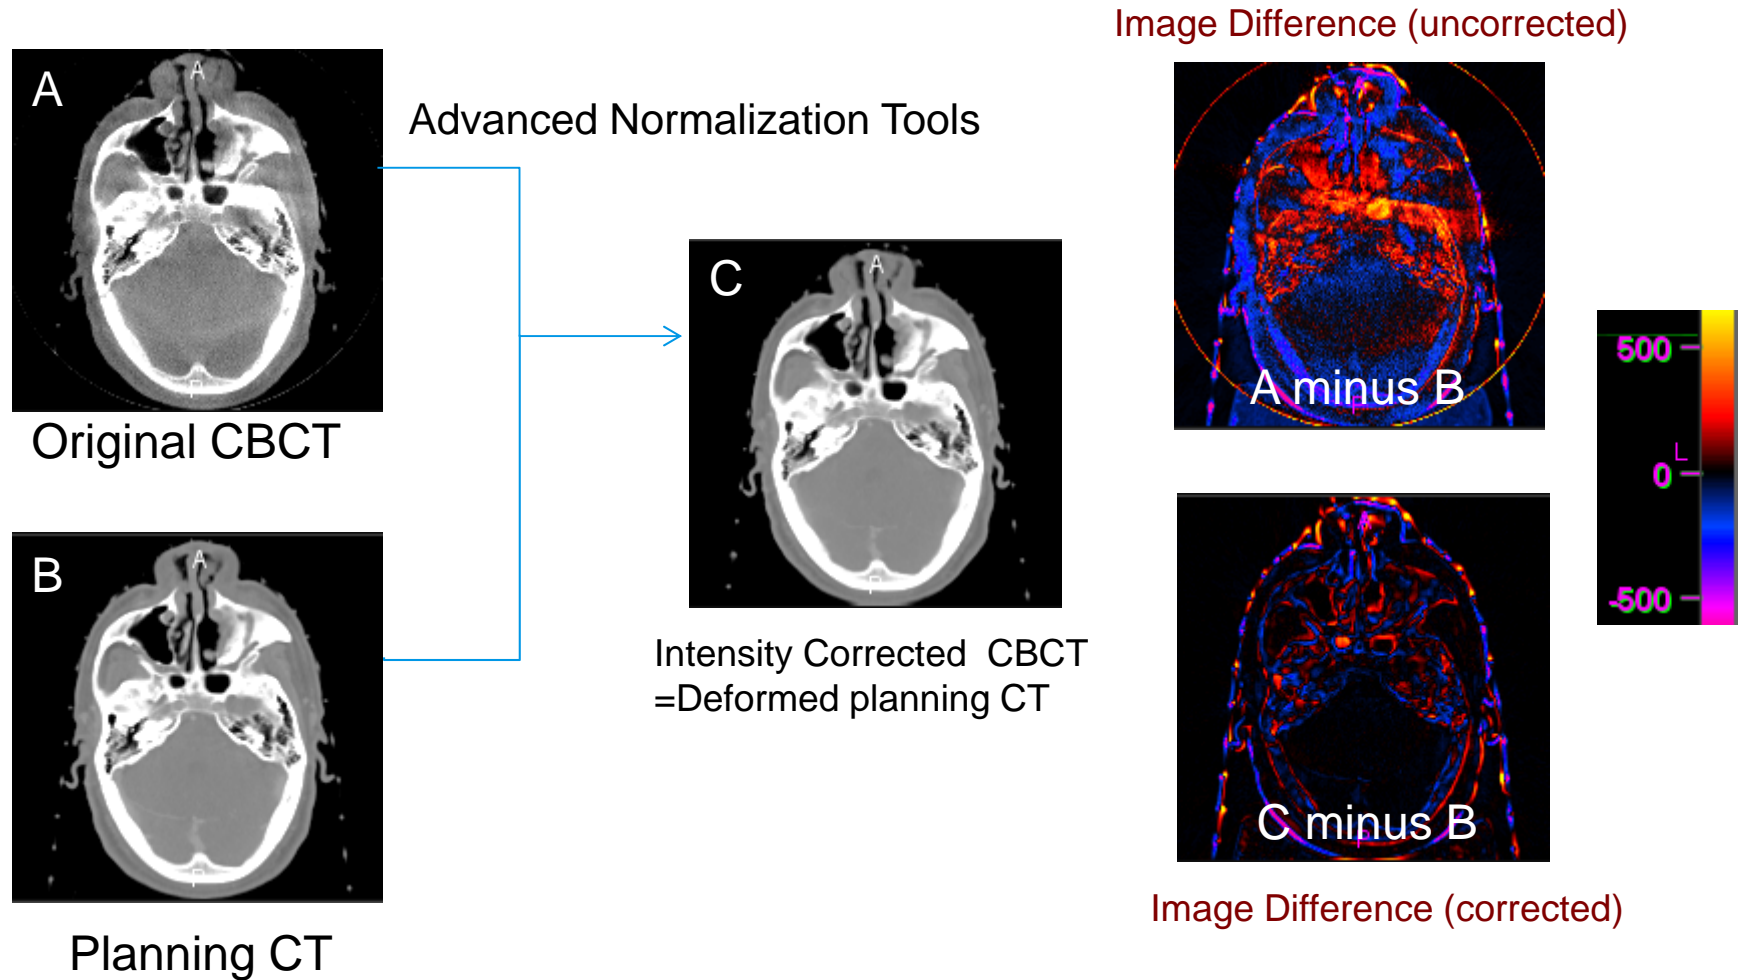 Image Difference (uncorrected)
A
A
Advanced Normalization Tools
A minus B
Original CBCT
C
A
500
L
0
-500
B
A
Intensity Corrected  CBCT
=Deformed planning CT
C minus B
Image Difference (corrected)
Planning CT